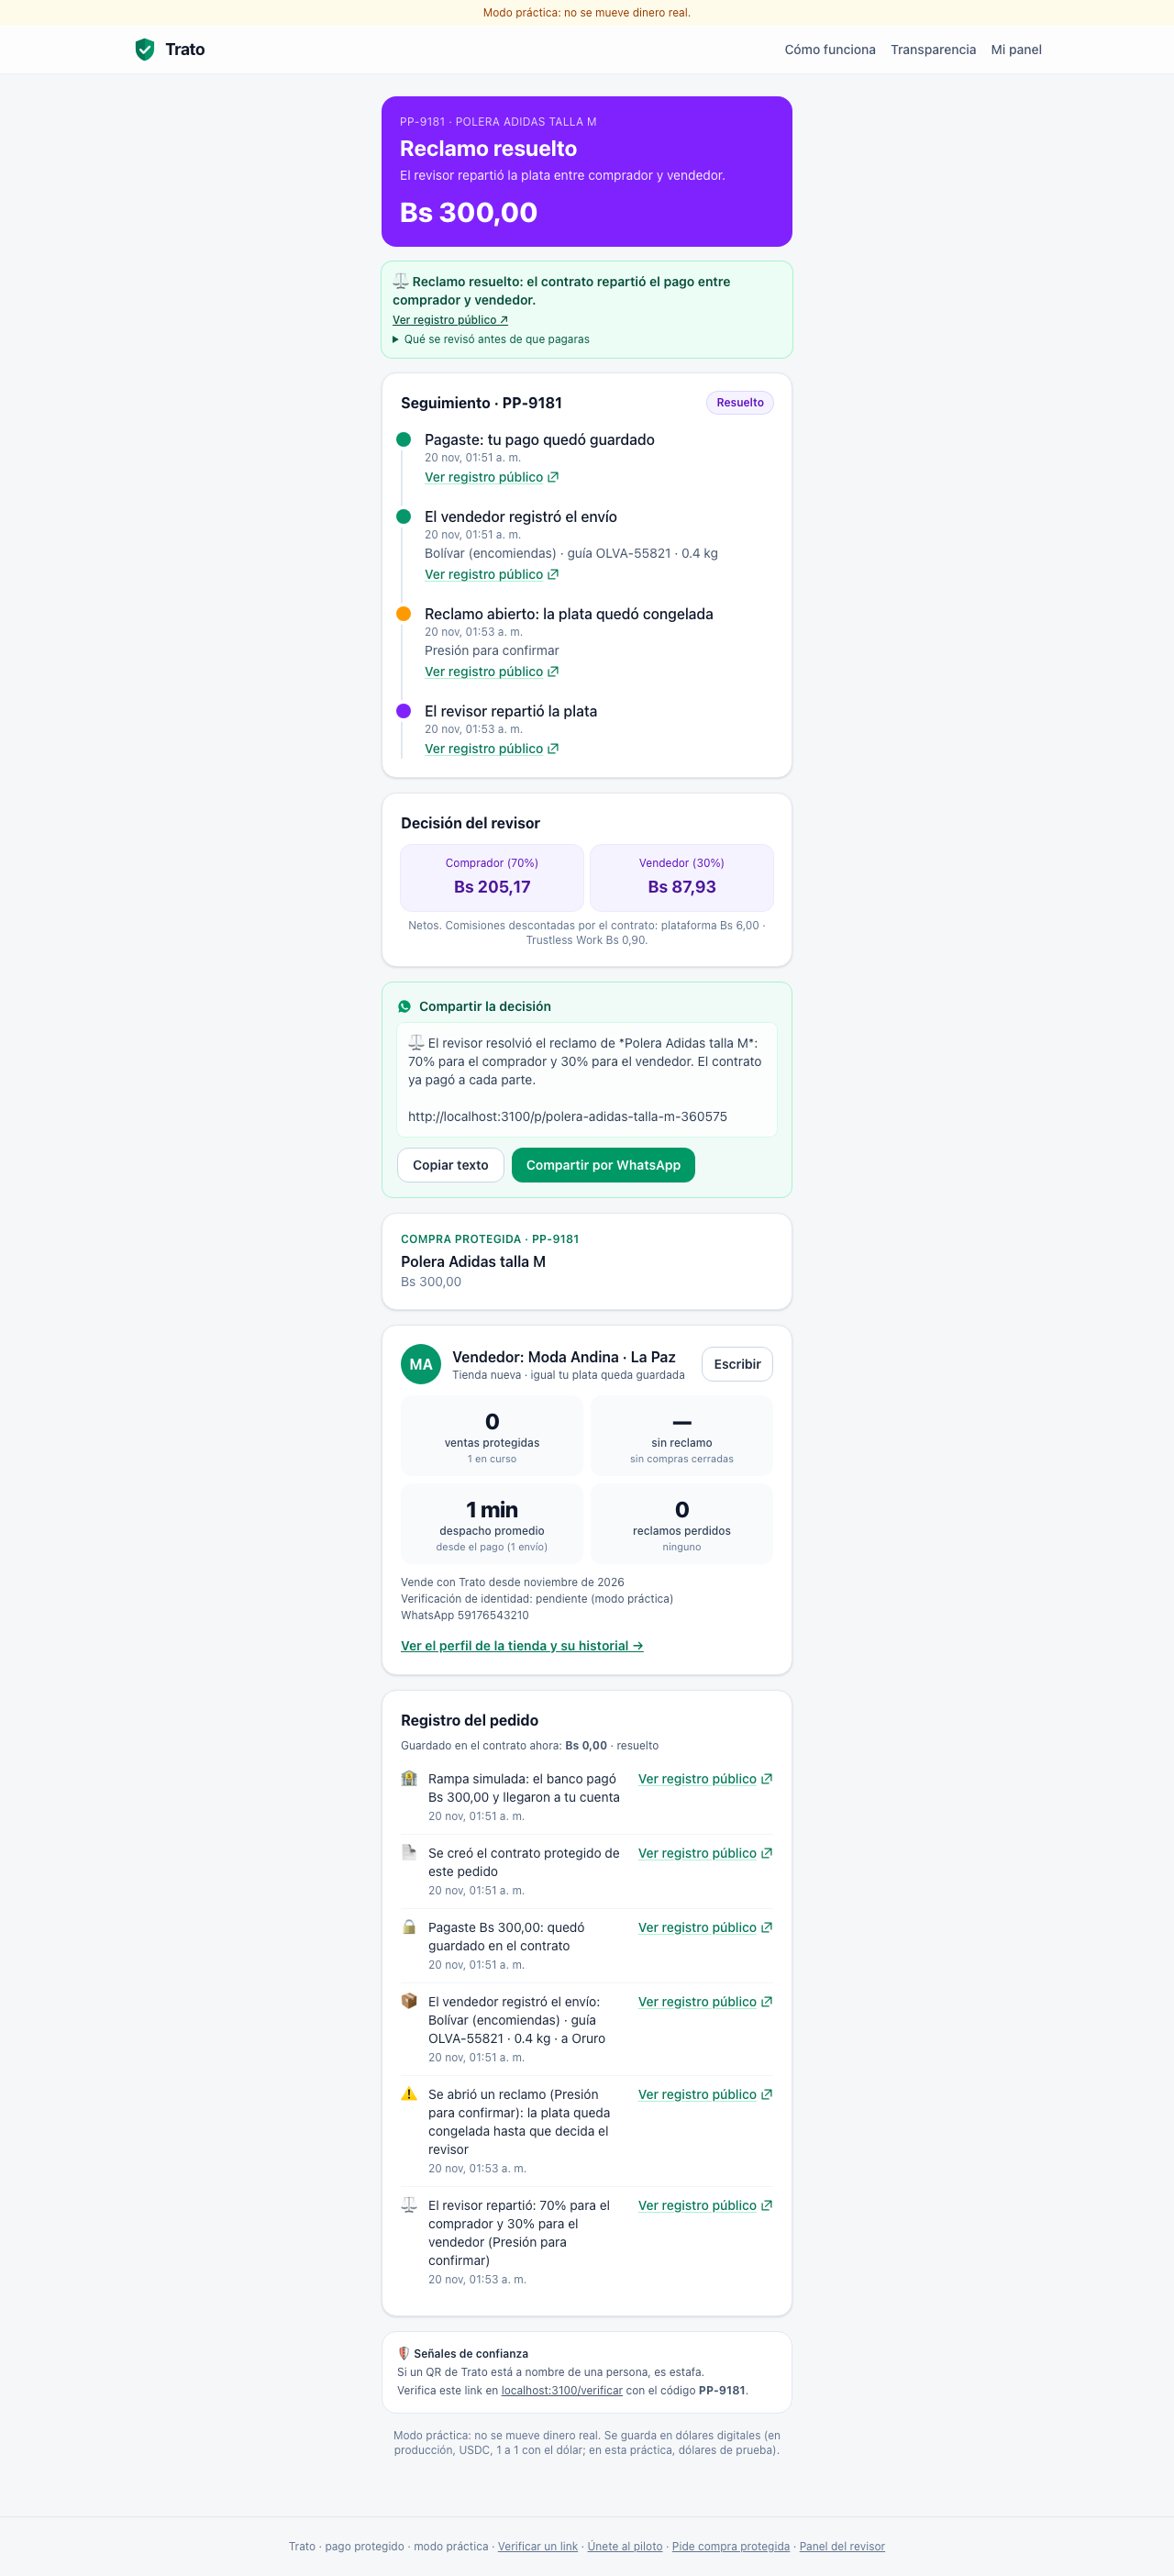 Modo práctica: no se mueve dinero real.
Trato
Cómo funciona Transparencia Mi panel
PP-9181 · POLERA ADIDAS TALLA M
Reclamo resuelto
El revisor repartió la plata entre comprador y vendedor.
Bs 300,00
⚖️ Reclamo resuelto: el contrato repartió el pago entre
comprador y vendedor.
Ver registro público ↗
▶ Qué se revisó antes de que pagaras
Seguimiento · PP-9181
Resuelto
Pagaste: tu pago quedó guardado
20 nov, 01:51 a. m.
Ver registro público
El vendedor registró el envío
20 nov, 01:51 a. m.
Bolívar (encomiendas) · guía OLVA-55821 · 0.4 kg
Ver registro público
Reclamo abierto: la plata quedó congelada
20 nov, 01:53 a. m.
Presión para confirmar
Ver registro público
El revisor repartió la plata
20 nov, 01:53 a. m.
Ver registro público
Decisión del revisor
Comprador (70%)
Bs 205,17
Vendedor (30%)
Bs 87,93
Netos. Comisiones descontadas por el contrato: plataforma Bs 6,00 ·
Trustless Work Bs 0,90.
Compartir la decisión
⚖️ El revisor resolvió el reclamo de *Polera Adidas talla M*:
70% para el comprador y 30% para el vendedor. El contrato
ya pagó a cada parte.
http://localhost:3100/p/polera-adidas-talla-m-360575
Copiar texto
Compartir por WhatsApp
COMPRA PROTEGIDA · PP-9181
Polera Adidas talla M
Bs 300,00
MA
Vendedor: Moda Andina · La Paz
Tienda nueva · igual tu plata queda guardada
Escribir
0
ventas protegidas
1 en curso
—
sin reclamo
sin compras cerradas
1 min
despacho promedio
desde el pago (1 envío)
0
reclamos perdidos
ninguno
Vende con Trato desde noviembre de 2026
Verificación de identidad: pendiente (modo práctica)
WhatsApp 59176543210
Ver el perfil de la tienda y su historial →
Registro del pedido
Guardado en el contrato ahora: Bs 0,00 · resuelto
Rampa simulada: el banco pagó
Bs 300,00 y llegaron a tu cuenta
20 nov, 01:51 a. m.
Ver registro público
Se creó el contrato protegido de
este pedido
20 nov, 01:51 a. m.
Ver registro público
Pagaste Bs 300,00: quedó
guardado en el contrato
20 nov, 01:51 a. m.
Ver registro público
El vendedor registró el envío:
Bolívar (encomiendas) · guía
OLVA-55821 · 0.4 kg · a Oruro
20 nov, 01:51 a. m.
Ver registro público
Se abrió un reclamo (Presión
para confirmar): la plata queda
congelada hasta que decida el
revisor
20 nov, 01:53 a. m.
Ver registro público
El revisor repartió: 70% para el
comprador y 30% para el
vendedor (Presión para
confirmar)
20 nov, 01:53 a. m.
Ver registro público
Señales de confianza
Si un QR de Trato está a nombre de una persona, es estafa.
Verifica este link en localhost:3100/verificar con el código PP-9181.
Modo práctica: no se mueve dinero real. Se guarda en dólares digitales (en
producción, USDC, 1 a 1 con el dólar; en esta práctica, dólares de prueba).
Trato · pago protegido · modo práctica · Verificar un link · Únete al piloto · Pide compra protegida · Panel del revisor